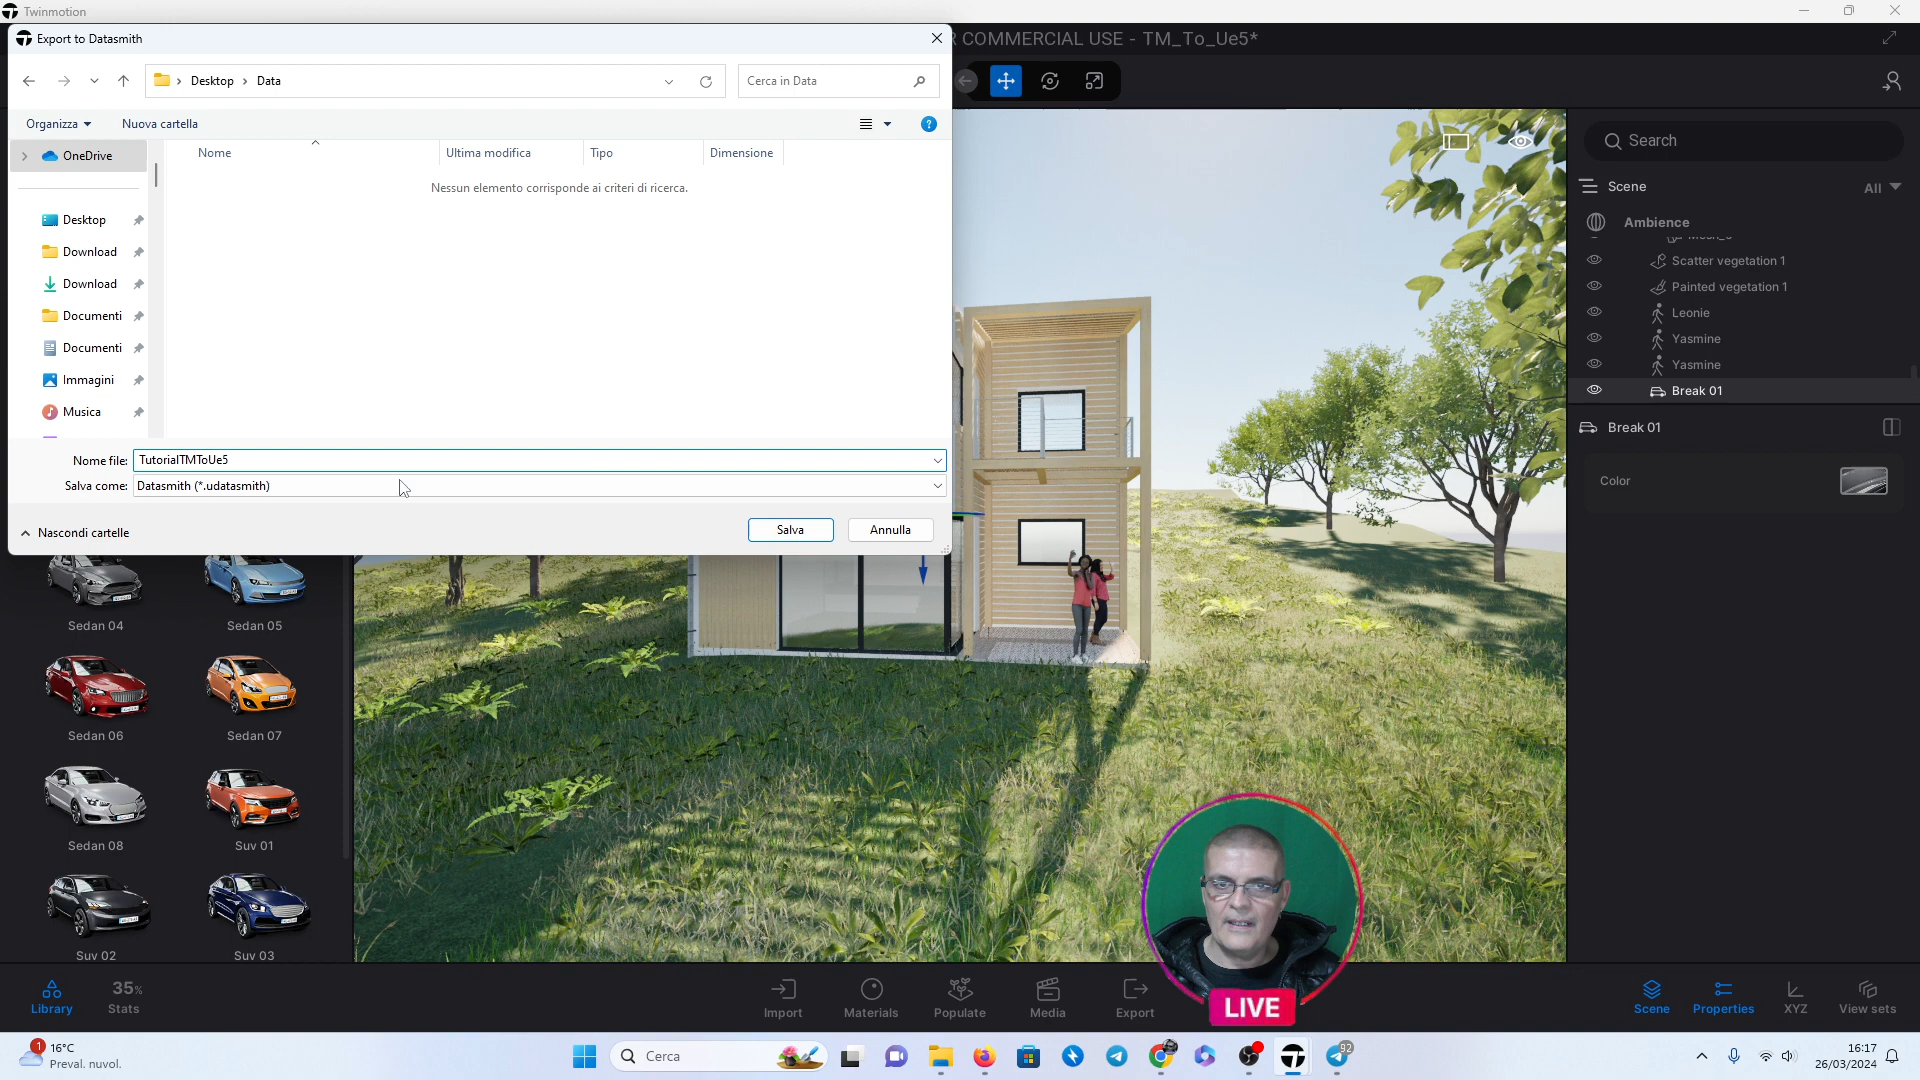 Twinmotion
Export to Datasmith
COMMERCIAL USE - TM_To_Ue5*
Desktop
Data
Cerca in Data
Organizza
Nuova cartella
Search
OneDrive
Nome
Ultima modifica
Tipo
Dimensione
Nessun elemento corrisponde ai criteri di ricerca.
Scene
All
Ambience
Desktop
Download
Download
Documenti
Documenti
Immagini
Musica
Scatter vegetation 1
Painted vegetation 1
Leonie
Yasmine
Yasmine
Break 01
Break 01
Color
Nome file:
TutorialTMToUe5
Salva come:
Datasmith (*.udatasmith)
Nascondi cartelle
Salva
Annulla
Sedan 04
Sedan 05
Sedan 06
Sedan 07
Sedan 08
Suv 01
Suv 02
Suv 03
LIVE
Library
35%
Stats
Import
Materials
Populate
Media
Export
Scene
Properties
XYZ
View sets
1
16°C
Preval. nuvol.
Cerca
92
16:17
26/03/2024